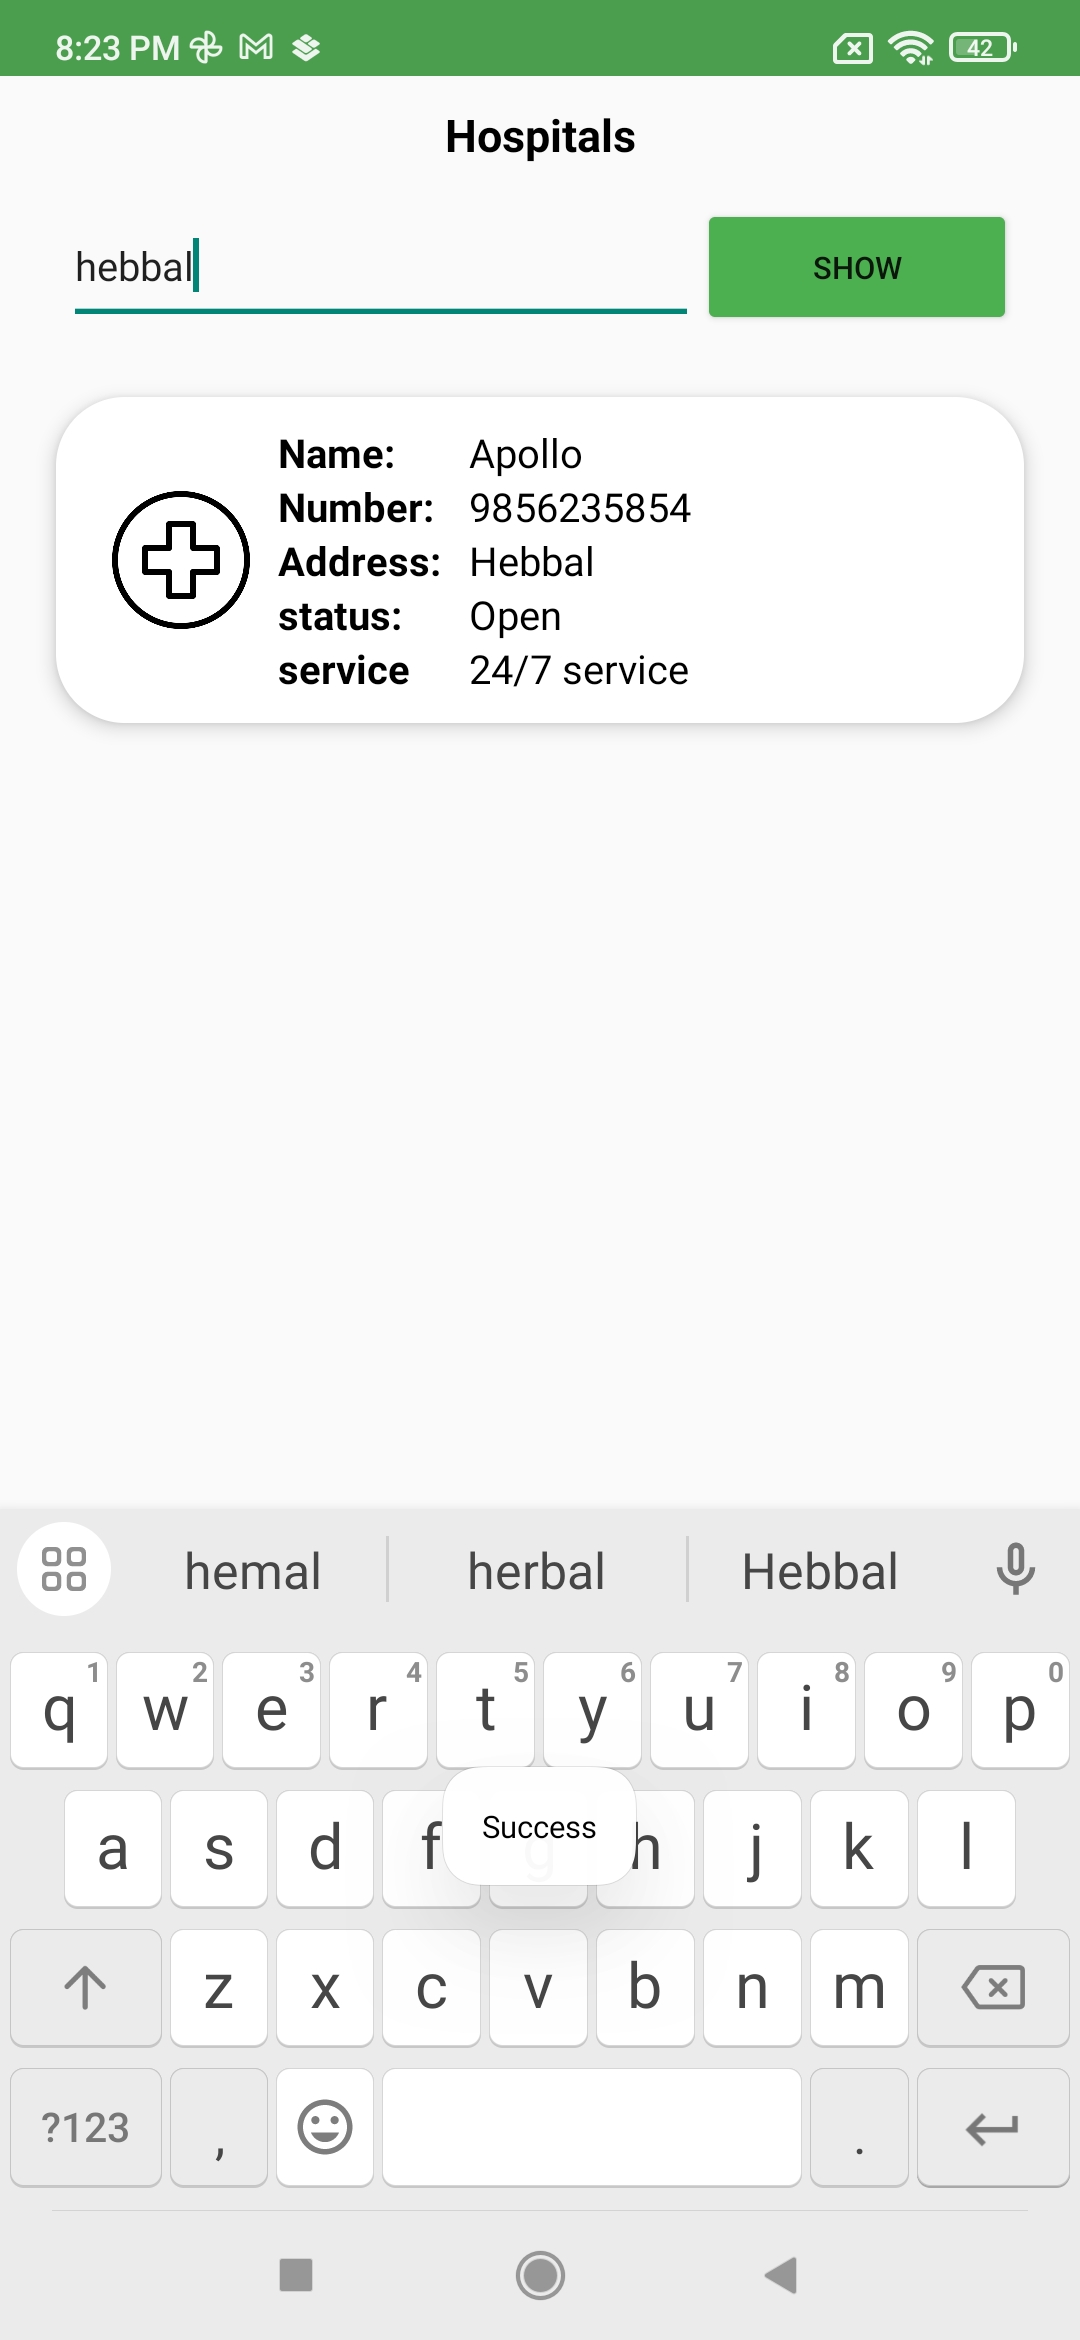 8:23 PM 42
Hospitals
hebbal SHOW
Name: Apollo
Number: 9856235854
Address: Hebbal
status: Open
service 24/7 service
hemal herbal Hebbal
1 2 3 4 5 6 7 8 9 0
q w e r t y u i o p
Success
a s d f g h j k l
z x c v b n m
?123 , .